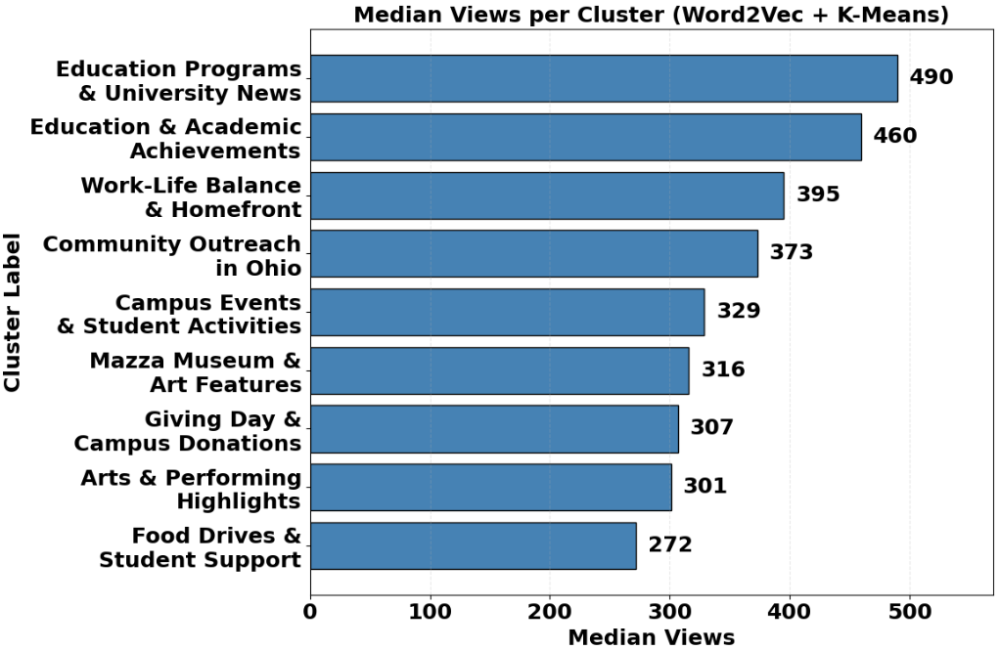 Median Views per Cluster (Word2Vec + K-Means)
Cluster Label
Education Programs
& University News
490
Education & Academic
Achievements
460
Work-Life Balance
& Homefront
395
Community Outreach
in Ohio
373
Campus Events
& Student Activities
329
Mazza Museum &
Art Features
316
Giving Day &
Campus Donations
307
Arts & Performing
Highlights
301
Food Drives &
Student Support
272
0 100 200 300 400 500
Median Views